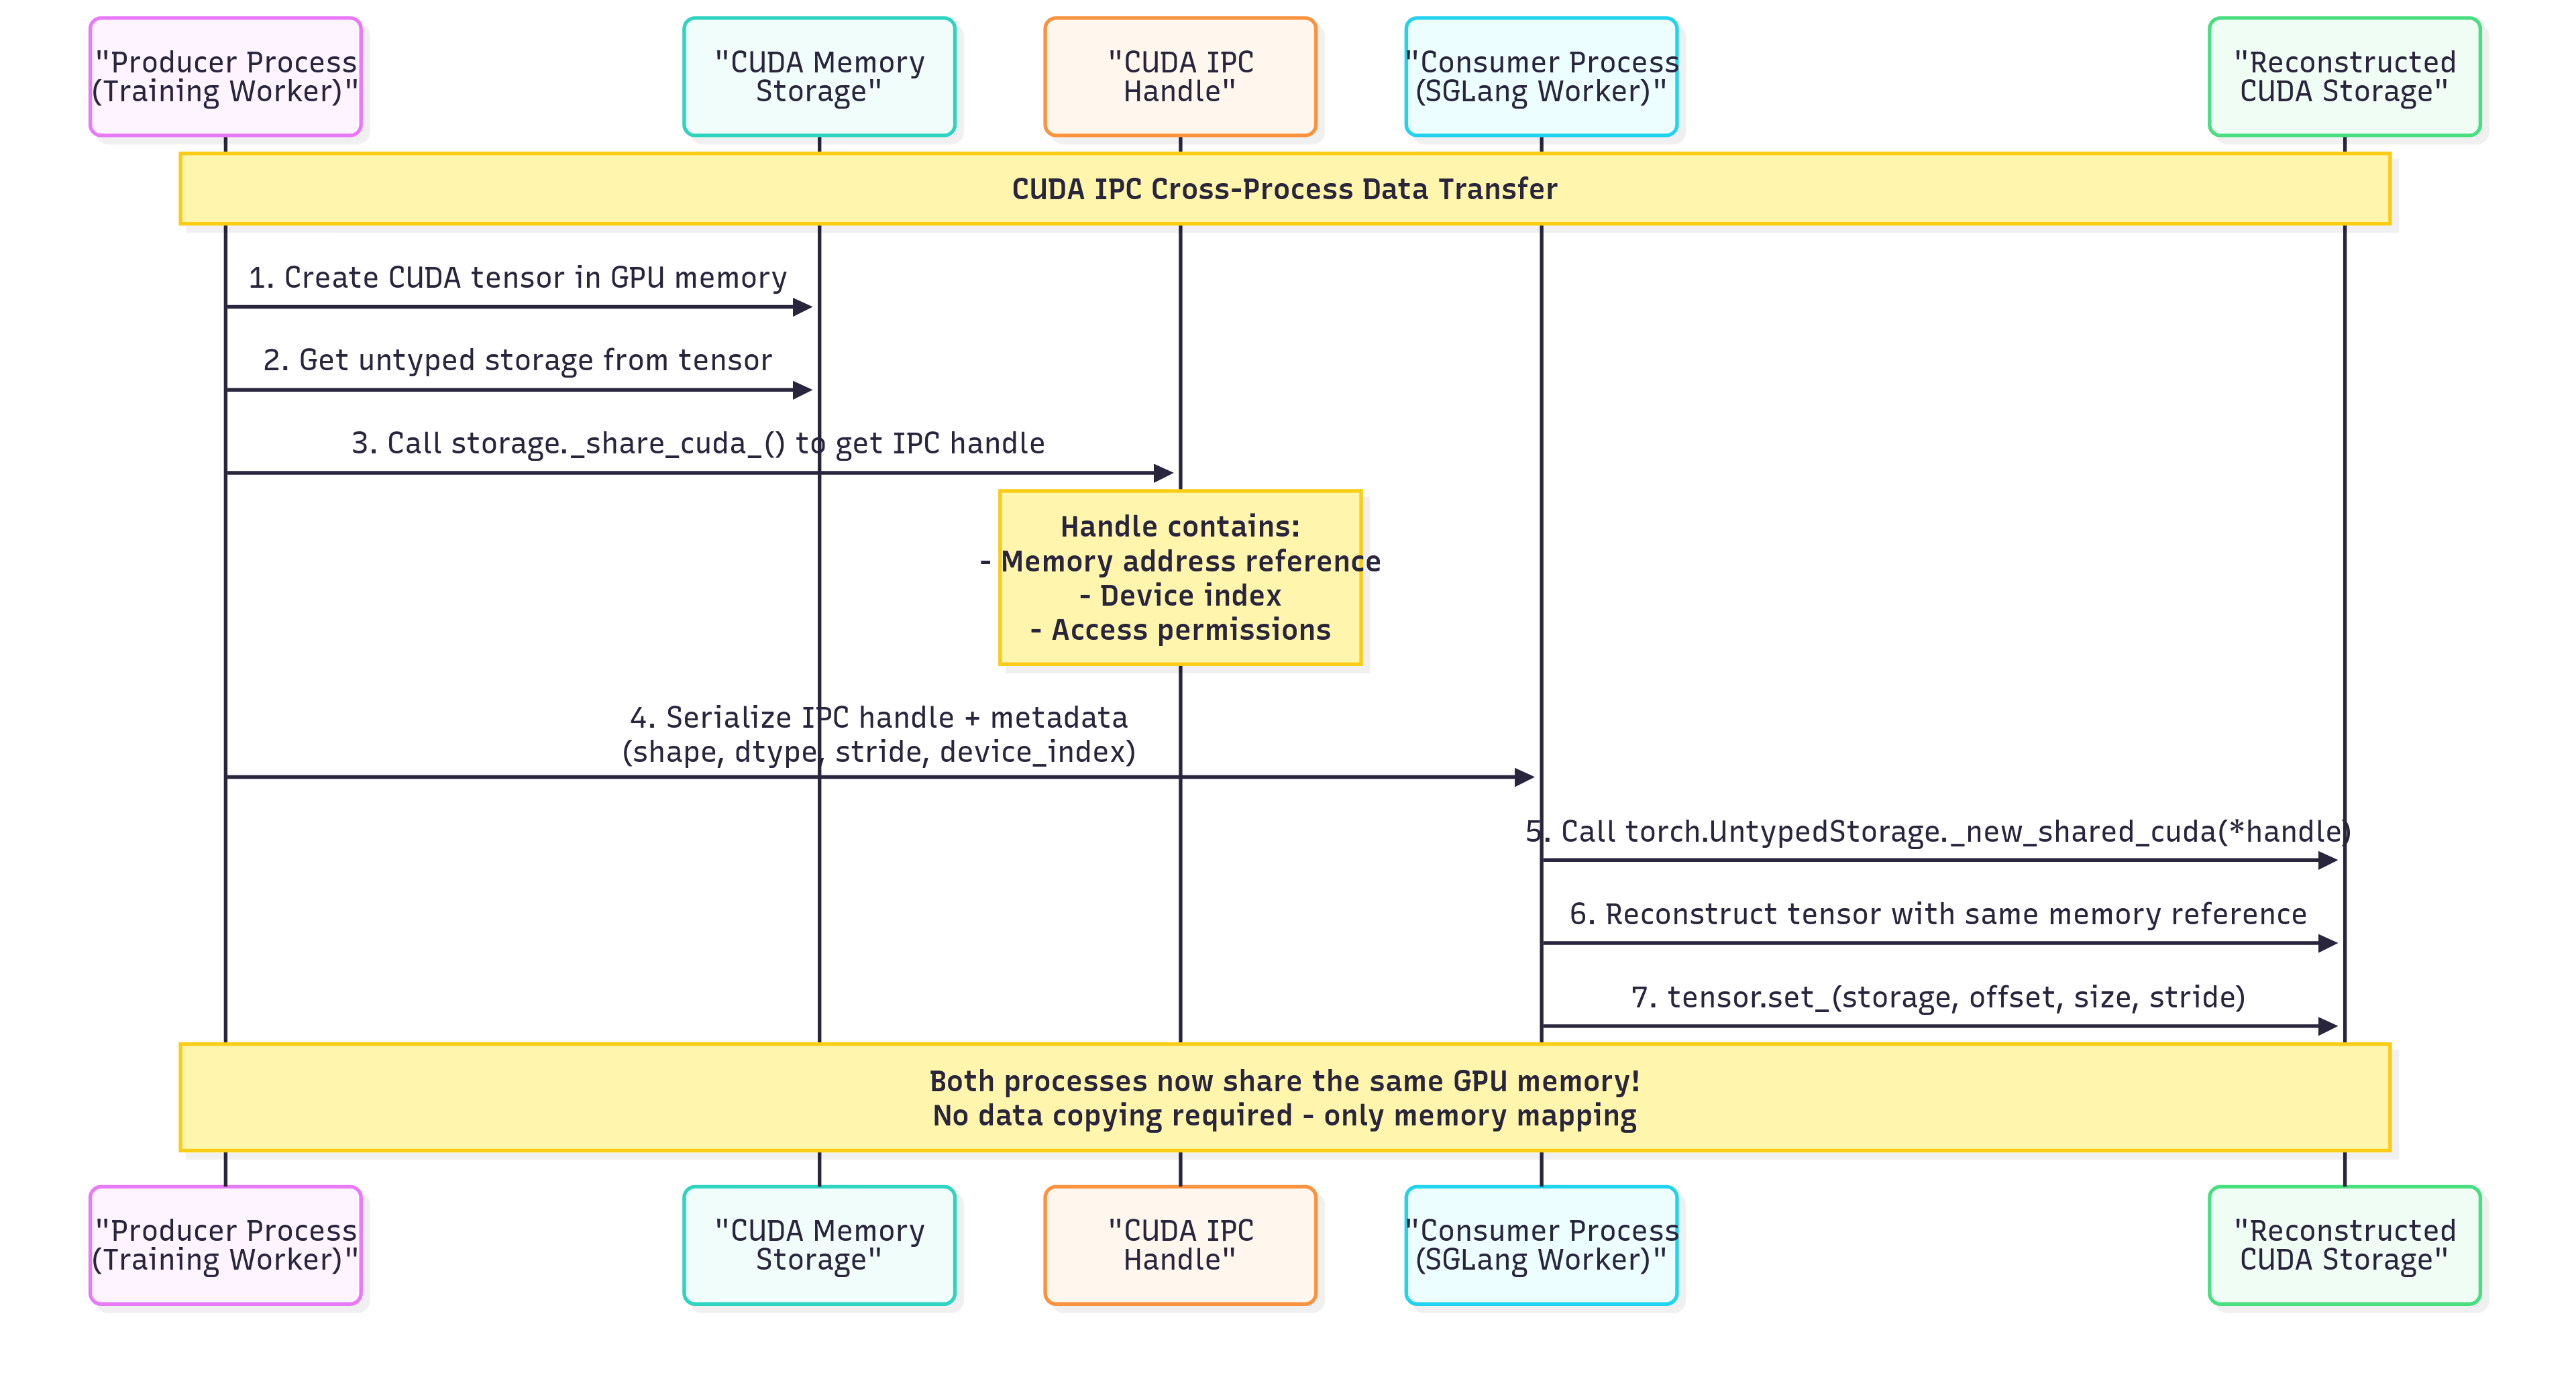 "Producer Process
(Training Worker)"
"CUDA Memory
Storage"
"CUDA IPC
Handle"
"Consumer Process
(SGLang Worker)"
"Reconstructed
CUDA Storage"
CUDA IPC Cross-Process Data Transfer
1. Create CUDA tensor in GPU memory
2. Get untyped storage from tensor
3. Call storage._share_cuda_() to get IPC handle
Handle contains:
- Memory address reference
- Device index
- Access permissions
4. Serialize IPC handle + metadata
(shape, dtype, stride, device_index)
5. Call torch.UntypedStorage._new_shared_cuda(*handle)
6. Reconstruct tensor with same memory reference
7. tensor.set_(storage, offset, size, stride)
Both processes now share the same GPU memory!
No data copying required - only memory mapping
"Producer Process
(Training Worker)"
"CUDA Memory
Storage"
"CUDA IPC
Handle"
"Consumer Process
(SGLang Worker)"
"Reconstructed
CUDA Storage"